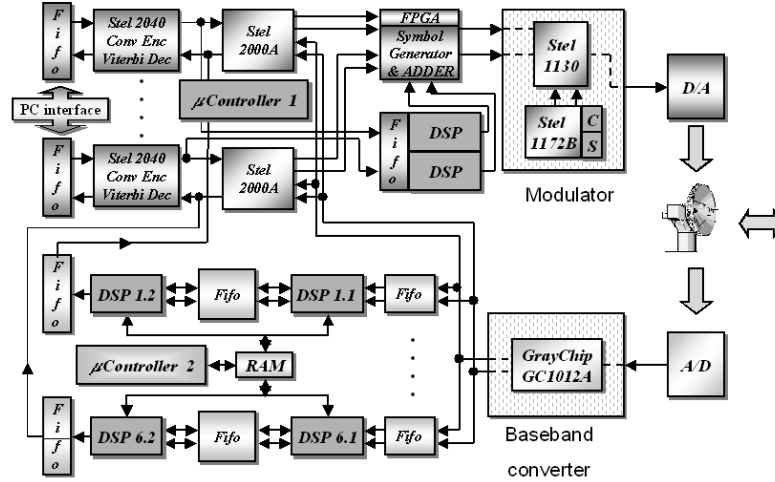 F
i
f
o
Stel 2040
Conv Enc
Viterbi Dec
Stel
2000A
FPGA
Symbol
Generator
& ADDER
Stel
1130
D/A
PC interface
μController 1
F
i
f
o
DSP
DSP
Stel
1172B
C
S
F
i
f
o
Stel 2040
Conv Enc
Viterbi Dec
Stel
2000A
Modulator
F
i
f
o
DSP 1.2
Fifo
DSP 1.1
Fifo
μController 2
RAM
GrayChip
GC1012A
A/D
F
i
f
o
DSP 6.2
Fifo
DSP 6.1
Fifo
Baseband
converter